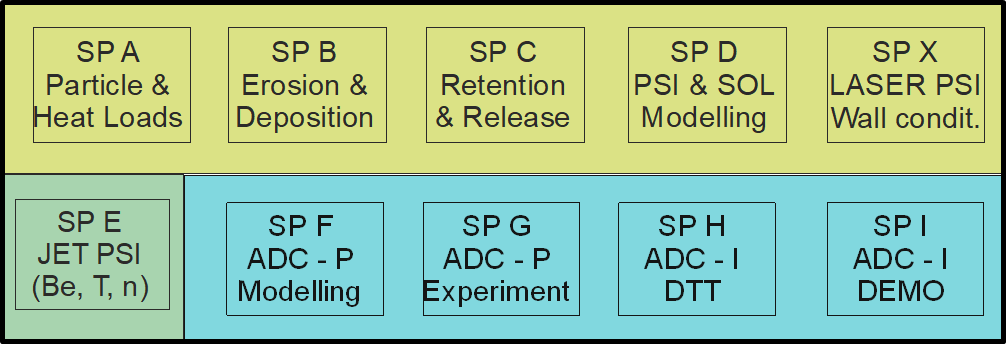 SP A
Particle &
Heat Loads
SP B
Erosion &
Deposition
SP C
Retention
& Release
SP D
PSI & SOL
Modelling
SP X
LASER PSI
Wall condit.
SP E
JET PSI
(Be, T, n)
SP F
ADC - P
Modelling
SP G
ADC - P
Experiment
SP H
ADC - I
DTT
SP I
ADC - I
DEMO